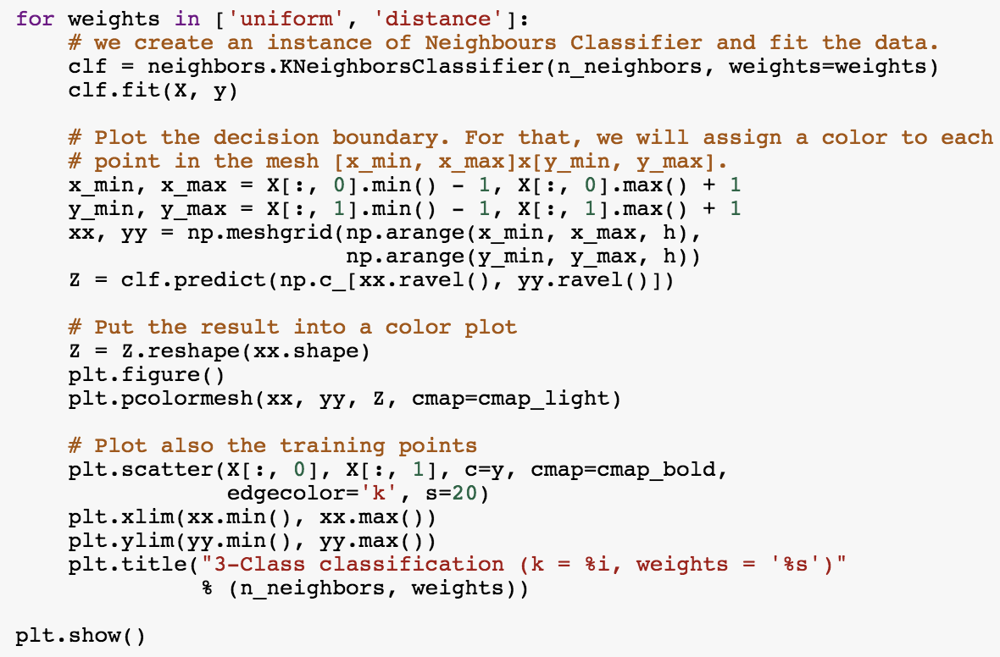 for weights in ['uniform', 'distance']:
    # we create an instance of Neighbours Classifier and fit the data.
    clf = neighbors.KNeighborsClassifier(n_neighbors, weights=weights)
    clf.fit(X, y)

    # Plot the decision boundary. For that, we will assign a color to each
    # point in the mesh [x_min, x_max]x[y_min, y_max].
    x_min, x_max = X[:, 0].min() - 1, X[:, 0].max() + 1
    y_min, y_max = X[:, 1].min() - 1, X[:, 1].max() + 1
    xx, yy = np.meshgrid(np.arange(x_min, x_max, h),
                         np.arange(y_min, y_max, h))
    Z = clf.predict(np.c_[xx.ravel(), yy.ravel()])

    # Put the result into a color plot
    Z = Z.reshape(xx.shape)
    plt.figure()
    plt.pcolormesh(xx, yy, Z, cmap=cmap_light)

    # Plot also the training points
    plt.scatter(X[:, 0], X[:, 1], c=y, cmap=cmap_bold,
                edgecolor='k', s=20)
    plt.xlim(xx.min(), xx.max())
    plt.ylim(yy.min(), yy.max())
    plt.title("3-Class classification (k = %i, weights = '%s')"
              % (n_neighbors, weights))

plt.show()